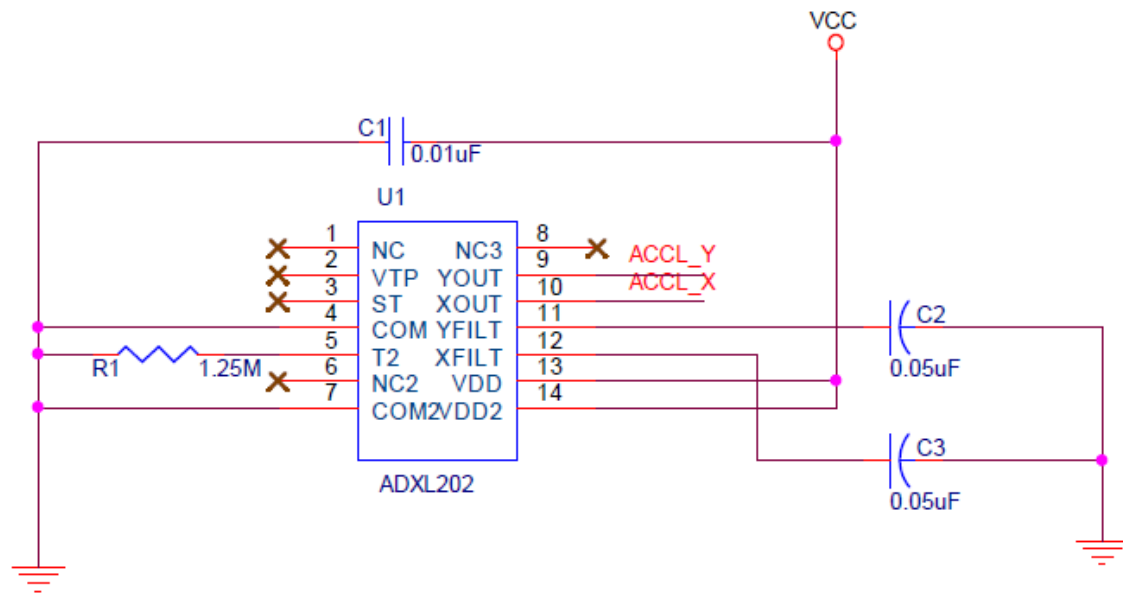 VCC
C1
0.01uF
U1
1 NC NC3 8
2 VTP YOUT 9 ACCL_Y
3 ST XOUT 10 ACCL_X
4 COM YFILT 11
5 T2 XFILT 12
6 NC2 VDD 13
7 COM2 VDD2 14
R1 1.25M
C2
0.05uF
C3
0.05uF
ADXL202